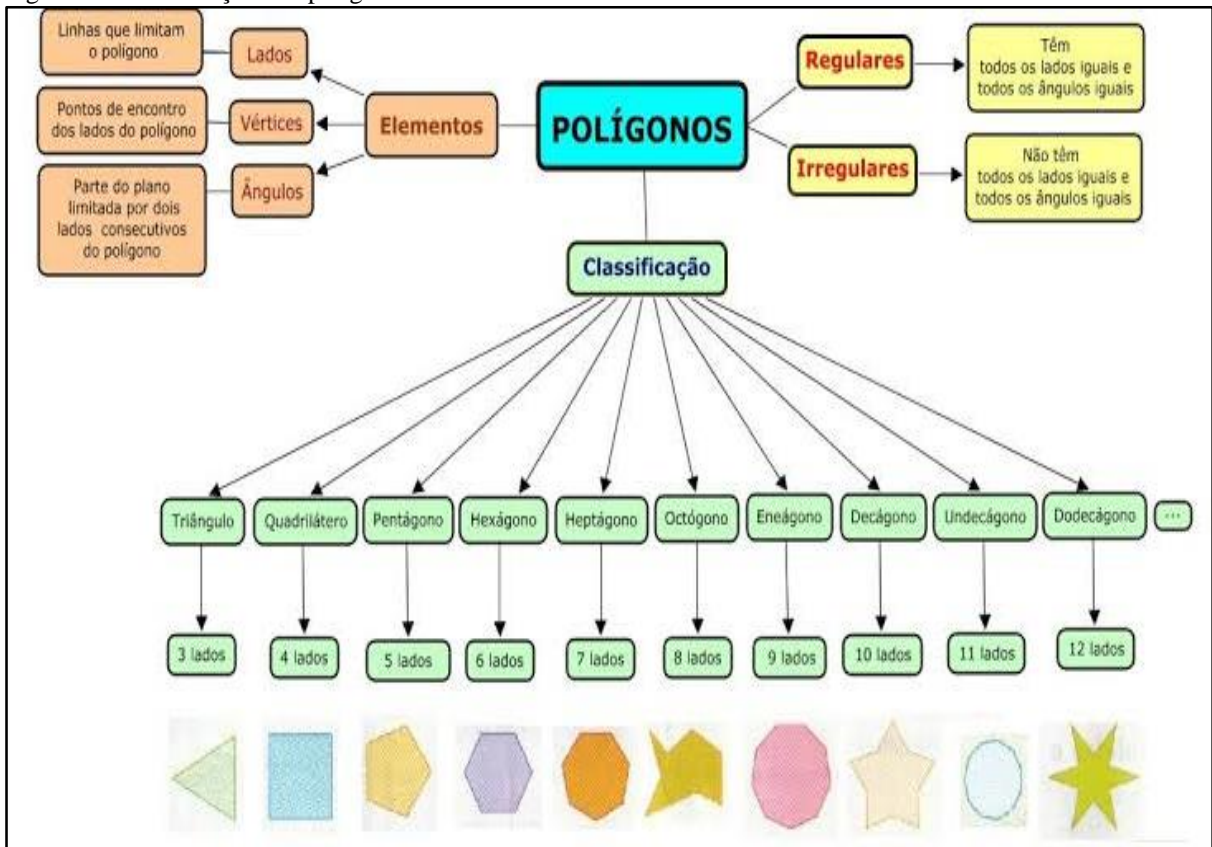 Linhas que limitam
o polígono
Lados
Pontos de encontro
dos lados do polígono
Vértices
Parte do plano
limitada por dois
lados consecutivos
do polígono
Ângulos
Elementos
POLÍGONOS
Regulares
Têm
todos os lados iguais e
todos os ângulos iguais
Irregulares
Não têm
todos os lados iguais e
todos os ângulos iguais
Classificação
Triângulo
Quadrilátero
Pentágono
Hexágono
Heptágono
Octógono
Eneágono
Decágono
Undecágono
Dodecágono
...
3 lados
4 lados
5 lados
6 lados
7 lados
8 lados
9 lados
10 lados
11 lados
12 lados